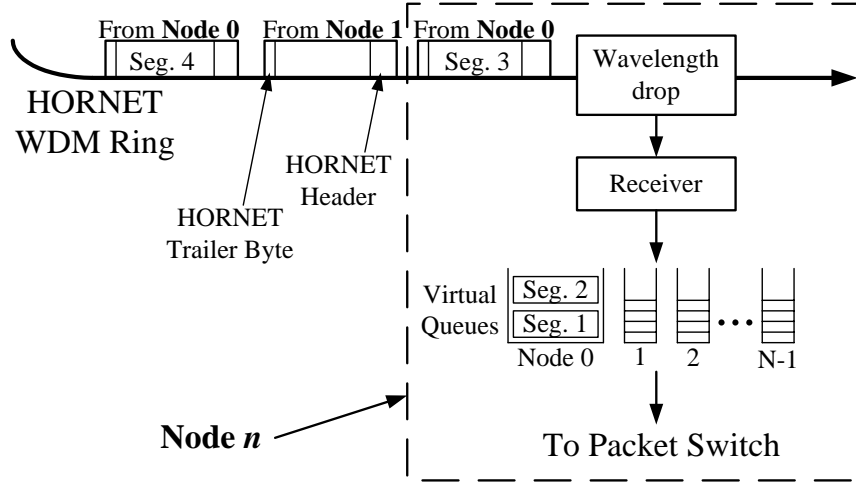 From Node 0
From Node 1
From Node 0
Seg. 4
Seg. 3
Wavelength
drop
HORNET
WDM Ring
HORNET
Header
HORNET
Trailer Byte
Receiver
Virtual
Queues
Seg. 2
Seg. 1
Node 0
1
2
N-1
Node n
To Packet Switch